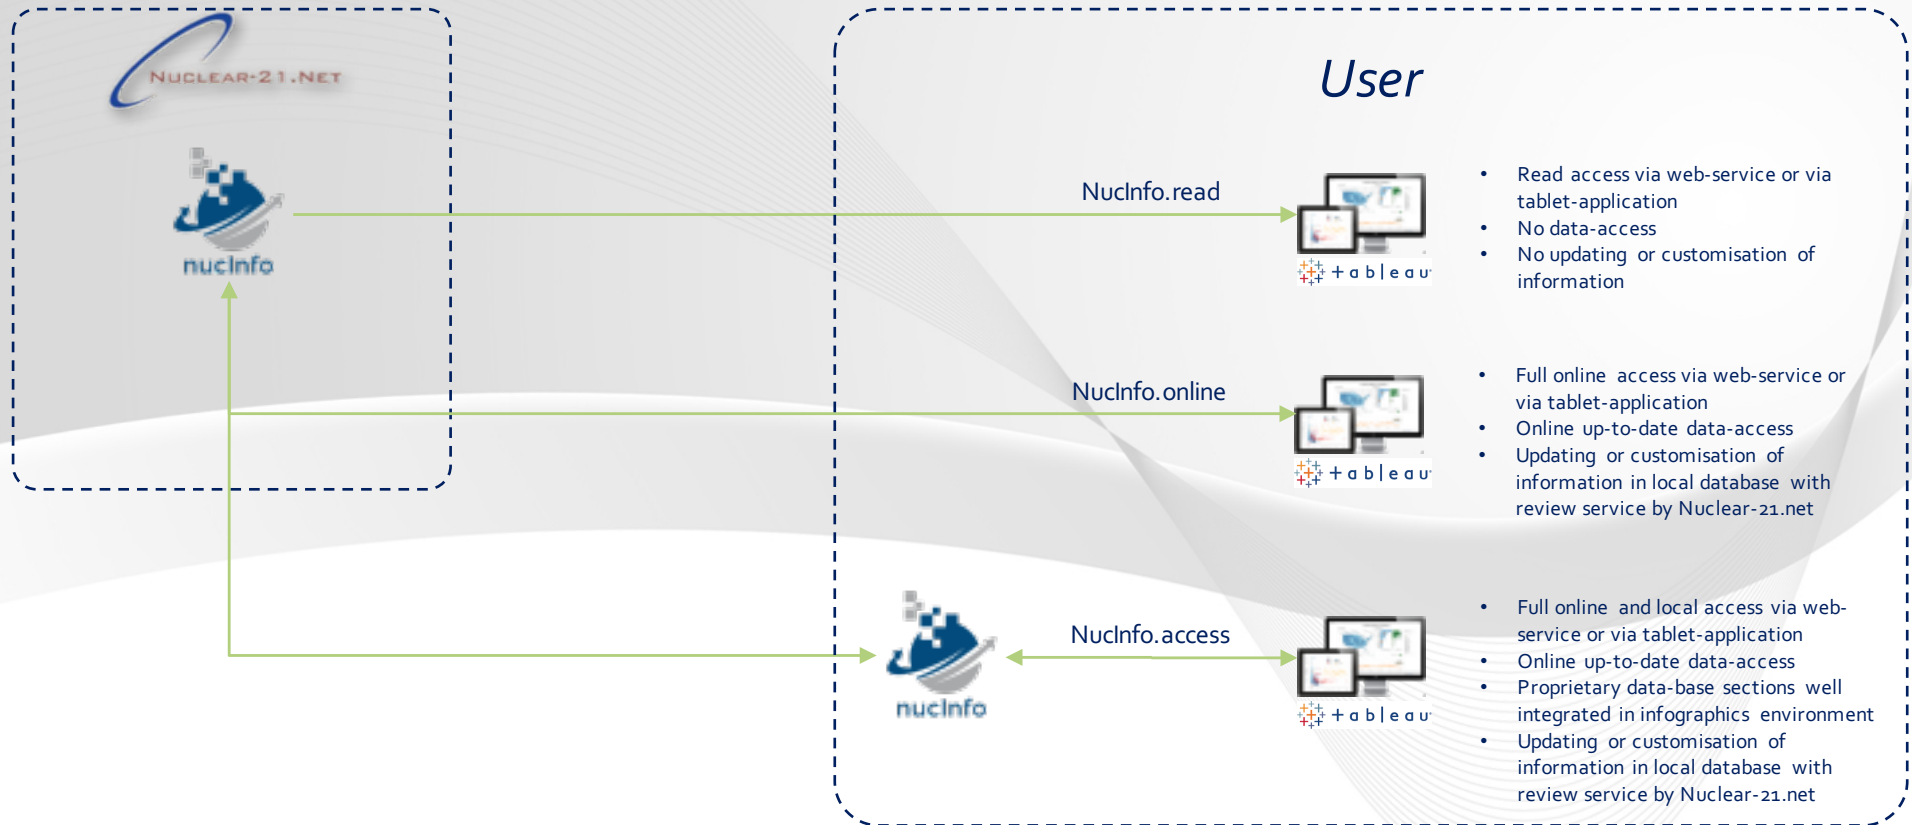 NUCLEAR-21.NET
nucInfo
User
NucInfo.read
+ableau
• Read access via web-service or via
tablet-application
• No data-access
• No updating or customisation of
information
NucInfo.online
+ableau
• Full online access via web-service or
via tablet-application
• Online up-to-date data-access
• Updating or customisation of
information in local database with
review service by Nuclear-21.net
nucInfo
NucInfo.access
+ableau
• Full online and local access via web-
service or via tablet-application
• Online up-to-date data-access
• Proprietary data-base sections well
integrated in infographics environment
• Updating or customisation of
information in local database with
review service by Nuclear-21.net